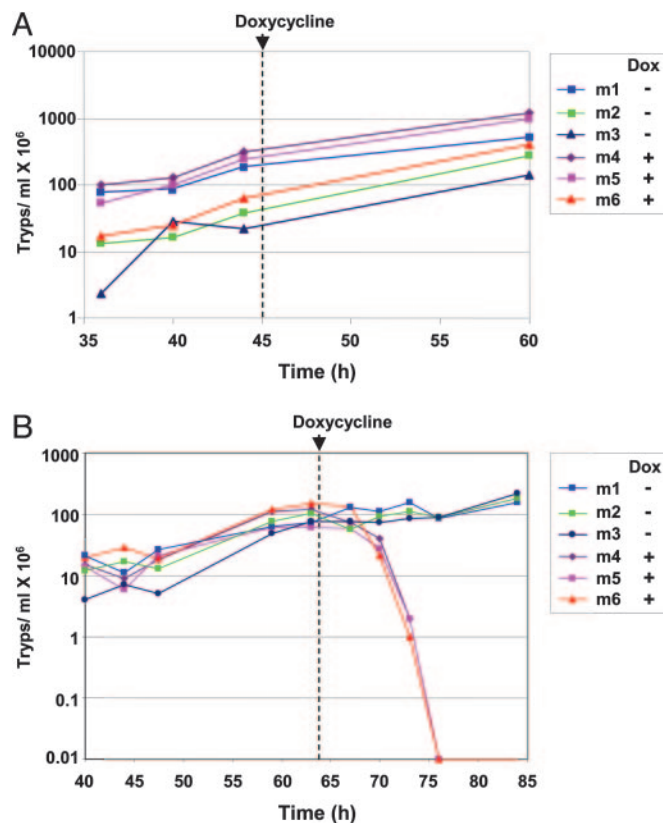 A
Doxycycline
10000
1000
100
10
1
Tryps/ ml X 10⁶
35 40 45 50 55 60
Time (h)
Dox
m1 -
m2 -
m3 -
m4 +
m5 +
m6 +
B
Doxycycline
1000
100
10
1
0.1
0.01
Tryps/ ml X 10⁶
40 45 50 55 60 65 70 75 80 85
Time (h)
Dox
m1 -
m2 -
m3 -
m4 +
m5 +
m6 +